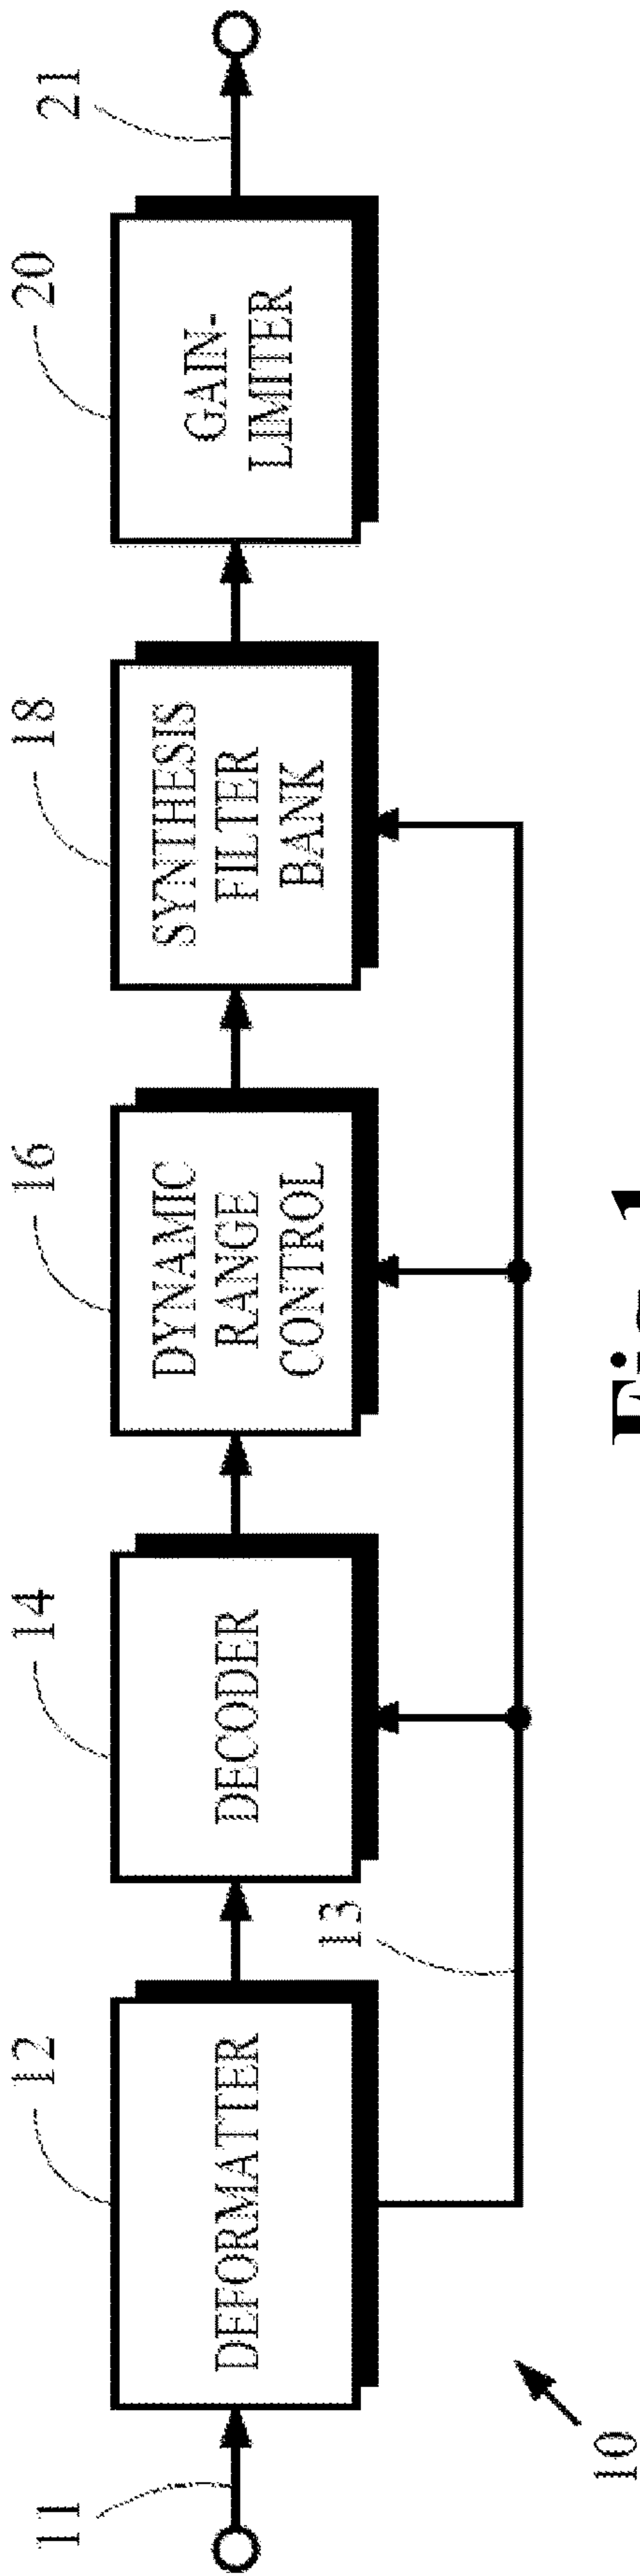 11
12
DEFORMATTER
13
14
DECODER
16
DYNAMIC
RANGE
CONTROL
18
SYNTHESIS
FILTER
BANK
20
GAIN-
LIMITER
21
10